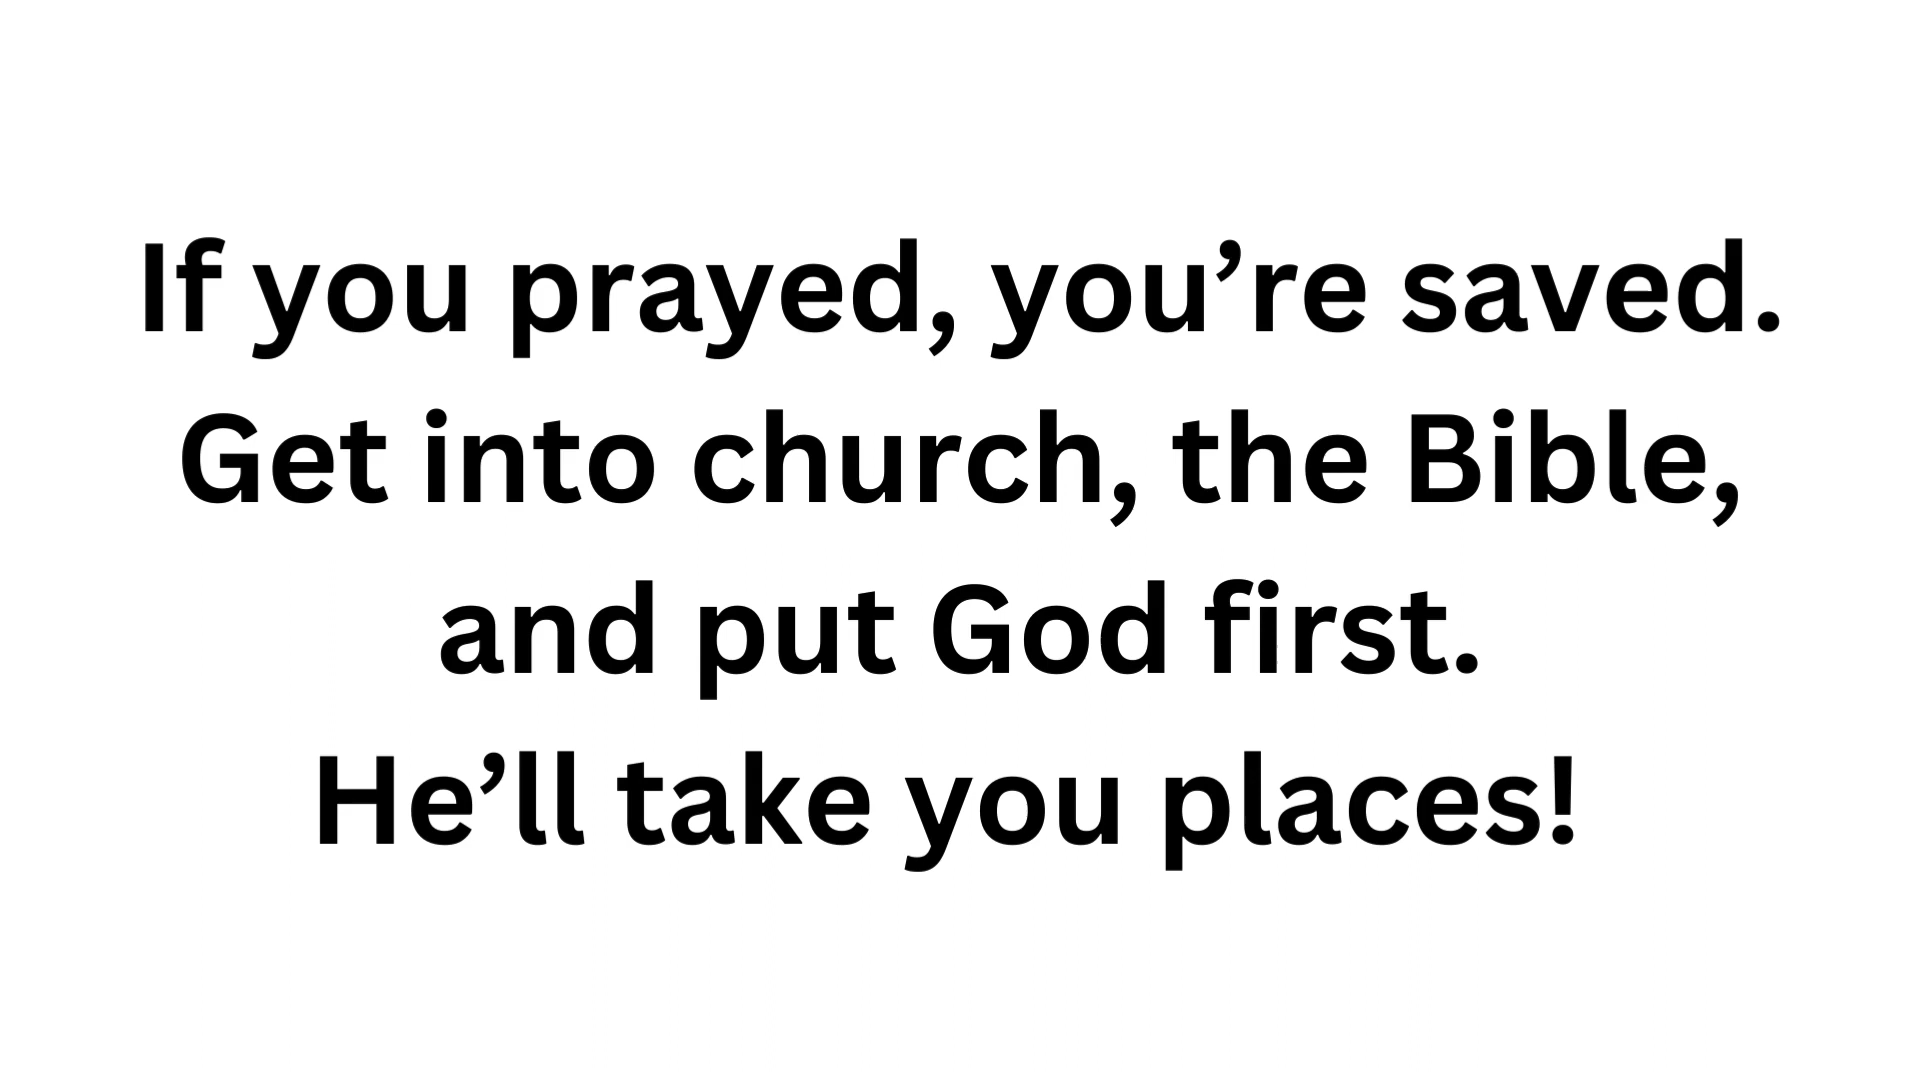 If you prayed, you’re saved.
Get into church, the Bible,
and put God first.
He’ll take you places!